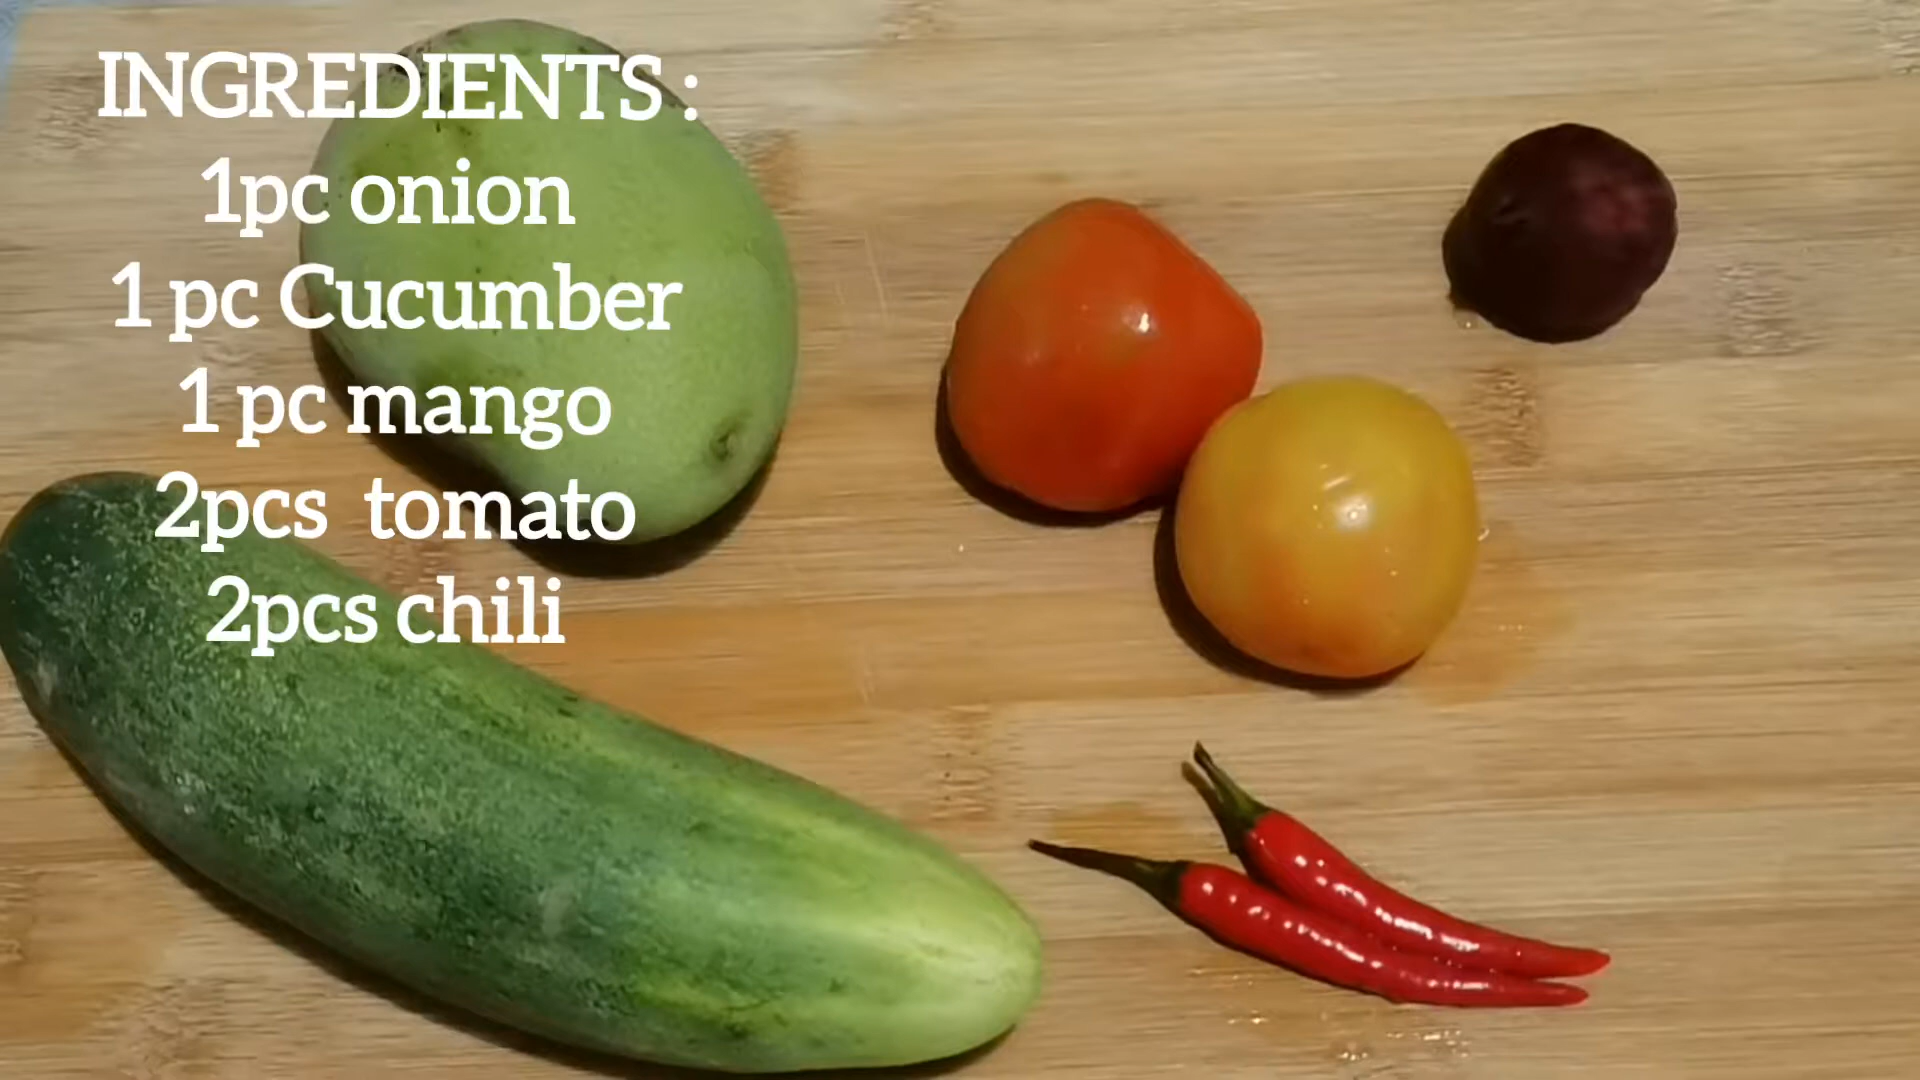 INGREDIENTS :
1pc onion
1 pc Cucumber
1 pc mango
2pcs  tomato
2pcs chili